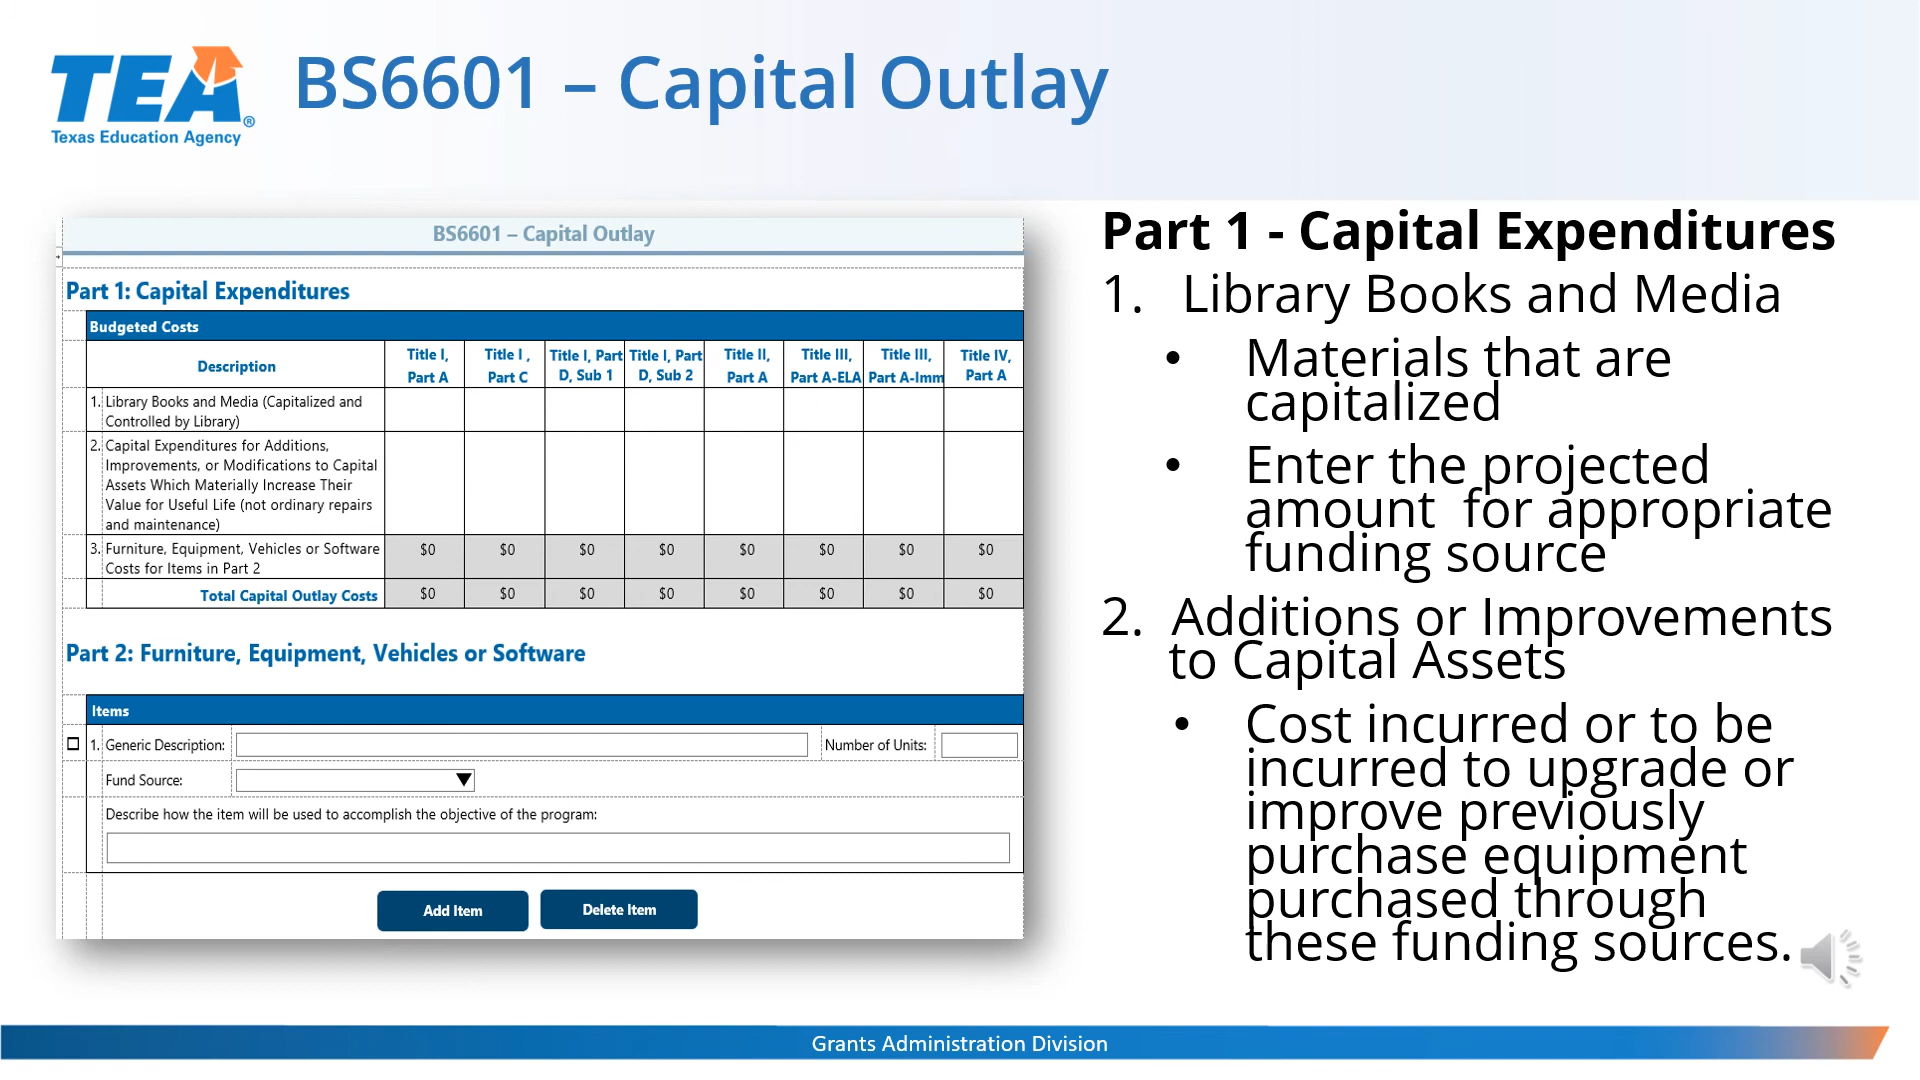 TEA®
Texas Education Agency
BS6601 – Capital Outlay
BS6601 – Capital Outlay
Part 1: Capital Expenditures
Budgeted Costs
Description
Title I, Part A
Title I , Part C
Title I, Part D, Sub 1
Title I, Part D, Sub 2
Title II, Part A
Title III, Part A-ELA
Title III, Part A-Imm
Title IV, Part A
1. Library Books and Media (Capitalized and
Controlled by Library)
2. Capital Expenditures for Additions,
Improvements, or Modifications to Capital
Assets Which Materially Increase Their
Value for Useful Life (not ordinary repairs
and maintenance)
3. Furniture, Equipment, Vehicles or Software
Costs for Items in Part 2
$0 $0 $0 $0 $0 $0 $0 $0
Total Capital Outlay Costs $0 $0 $0 $0 $0 $0 $0 $0
Part 2: Furniture, Equipment, Vehicles or Software
Items
1. Generic Description: Number of Units:
Fund Source:
Describe how the item will be used to accomplish the objective of the program:
Add Item Delete Item
Part 1 - Capital Expenditures
1. Library Books and Media
• Materials that are
capitalized
• Enter the projected
amount for appropriate
funding source
2. Additions or Improvements
to Capital Assets
• Cost incurred or to be
incurred to upgrade or
improve previously
purchase equipment
purchased through
these funding sources.
Grants Administration Division